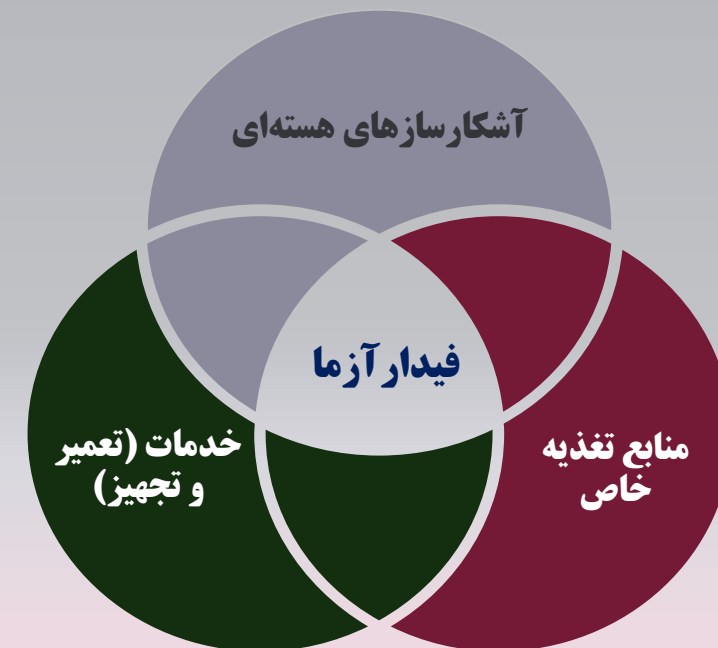 آشکارسازهای هسته‌ای
فیدارآزما
منابع تغذیه
خاص
خدمات (تعمیر
و تجهیز)